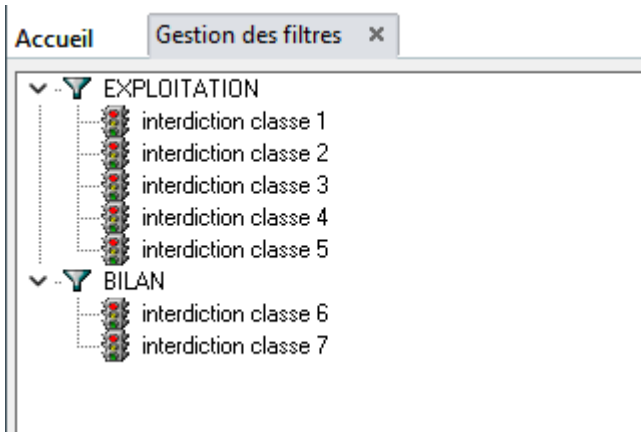 Accueil Gestion des filtres ×
EXPLOITATION
interdiction classe 1
interdiction classe 2
interdiction classe 3
interdiction classe 4
interdiction classe 5
BILAN
interdiction classe 6
interdiction classe 7